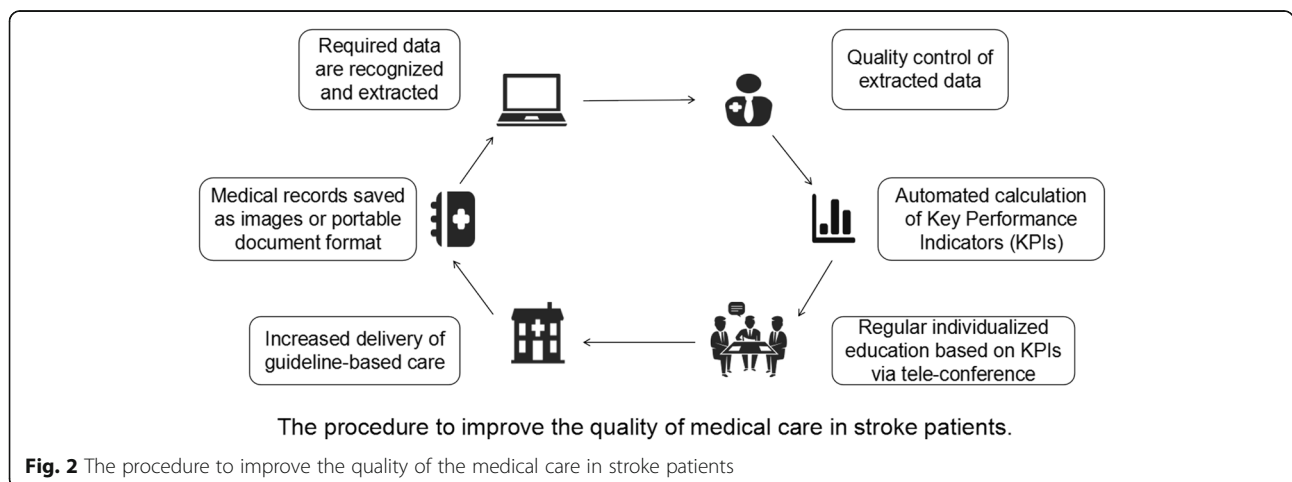 Required data
are recognized
and extracted
Quality control of
extracted data
Medical records saved
as images or portable
document format
Automated calculation
of Key Performance
Indicators (KPIs)
Increased delivery of
guideline-based care
Regular individualized
education based on KPIs
via tele-conference
The procedure to improve the quality of medical care in stroke patients.
Fig. 2 The procedure to improve the quality of the medical care in stroke patients